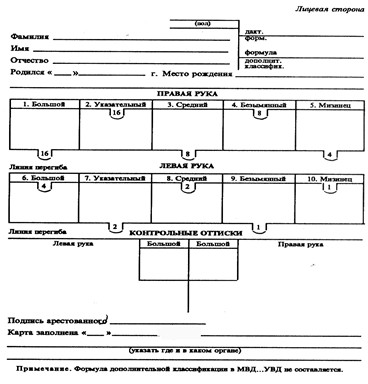 Лицевая сторона
(пол)
Фамилия
дакт.
форм.
Имя
формула
Отчество
дополнит.
классифик.
Родился « __ » г. Место рождения
ПРАВАЯ РУКА
1. Большой 2. Указательный 3. Средний 4. Безымянный 5. Мизинец
16 8
16 8 4
Линия перегиба
ЛЕВАЯ РУКА
6. Большой 7. Указательный 8. Средний 9. Безымянный 10. Мизинец
4 2 1
2 1
Линия перегиба
КОНТРОЛЬНЫЕ ОТТИСКИ
Левая рука Большой Большой Правая рука
Подпись арестованного
Карта заполнена « __ »
(указать где и в каком органе)
Примечание. Формула дополнительной классификации в МВД...УВД не составляется.